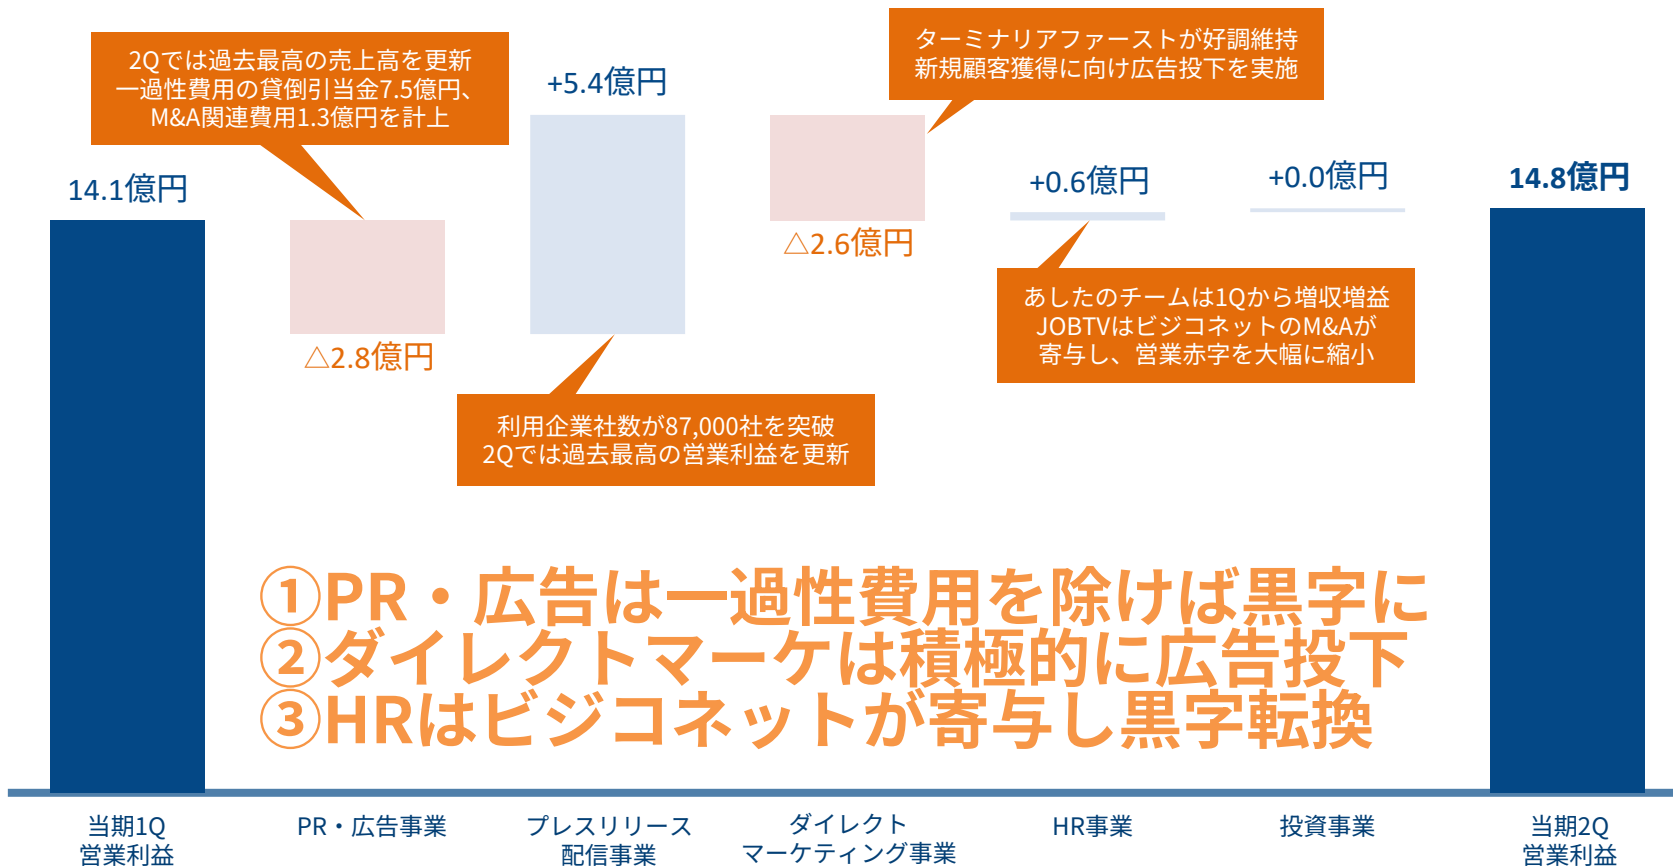 2Qでは過去最高の売上高を更新
一過性費用の貸倒引当金7.5億円、
M&A関連費用1.3億円を計上
ターミナリアファーストが好調維持
新規顧客獲得に向け広告投下を実施
+5.4億円
14.1億円
+0.6億円
+0.0億円
14.8億円
△2.8億円
△2.6億円
あしたのチームは1Qから増収増益
JOBTVはビジコネットのM&Aが
寄与し、営業赤字を大幅に縮小
利用企業社数が87,000社を突破
2Qでは過去最高の営業利益を更新
①PR・広告は一過性費用を除けば黒字に
②ダイレクトマーケは積極的に広告投下
③HRはビジコネットが寄与し黒字転換
当期1Q
営業利益
PR・広告事業
プレスリリース
配信事業
ダイレクト
マーケティング事業
HR事業
投資事業
当期2Q
営業利益